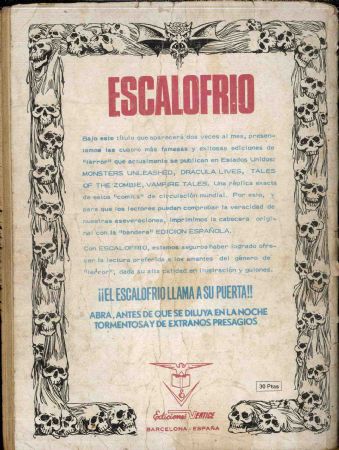 ESCALOFRIO
Bajo este título que aparecerá dos veces al mes, presen-
tamos las cuatro más famosas y exitosas ediciones de
"terror" que actualmente se publican en Estados Unidos:
MONSTERS UNLEASHED, DRACULA LIVES, TALES
OF THE ZOMBIE, VAMPIRE TALES. Una réplica exacta
de estos "comics" de circulación mundial. Por esto, y
para que los lectores puedan comprobar la veracidad de
nuestras aseveraciones, imprimimos la cabecera origi-
nal con la "bandera" EDICION ESPAÑOLA.
Con ESCALOFRIO, estamos seguros haber logrado ofre-
cer la lectura preferida a los amantes del género de
"terror", dada su alta calidad en ilustración y guiones.
¡¡EL ESCALOFRIO LLAMA A SU PUERTA!!
ABRA, ANTES DE QUE SE DILUYA EN LA NOCHE
TORMENTOSA Y DE EXTRAÑOS PRESAGIOS
30 Ptas
Ediciones VERTICE
BARCELONA - ESPAÑA